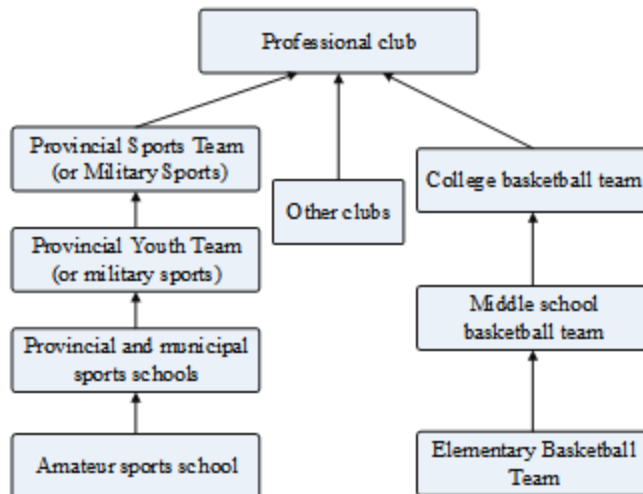 Professional club
Provincial Sports Team
(or Military Sports)
College basketball team
Other clubs
Provincial Youth Team
(or military sports)
Middle school
basketball team
Provincial and municipal
sports schools
Amateur sports school
Elementary Basketball
Team